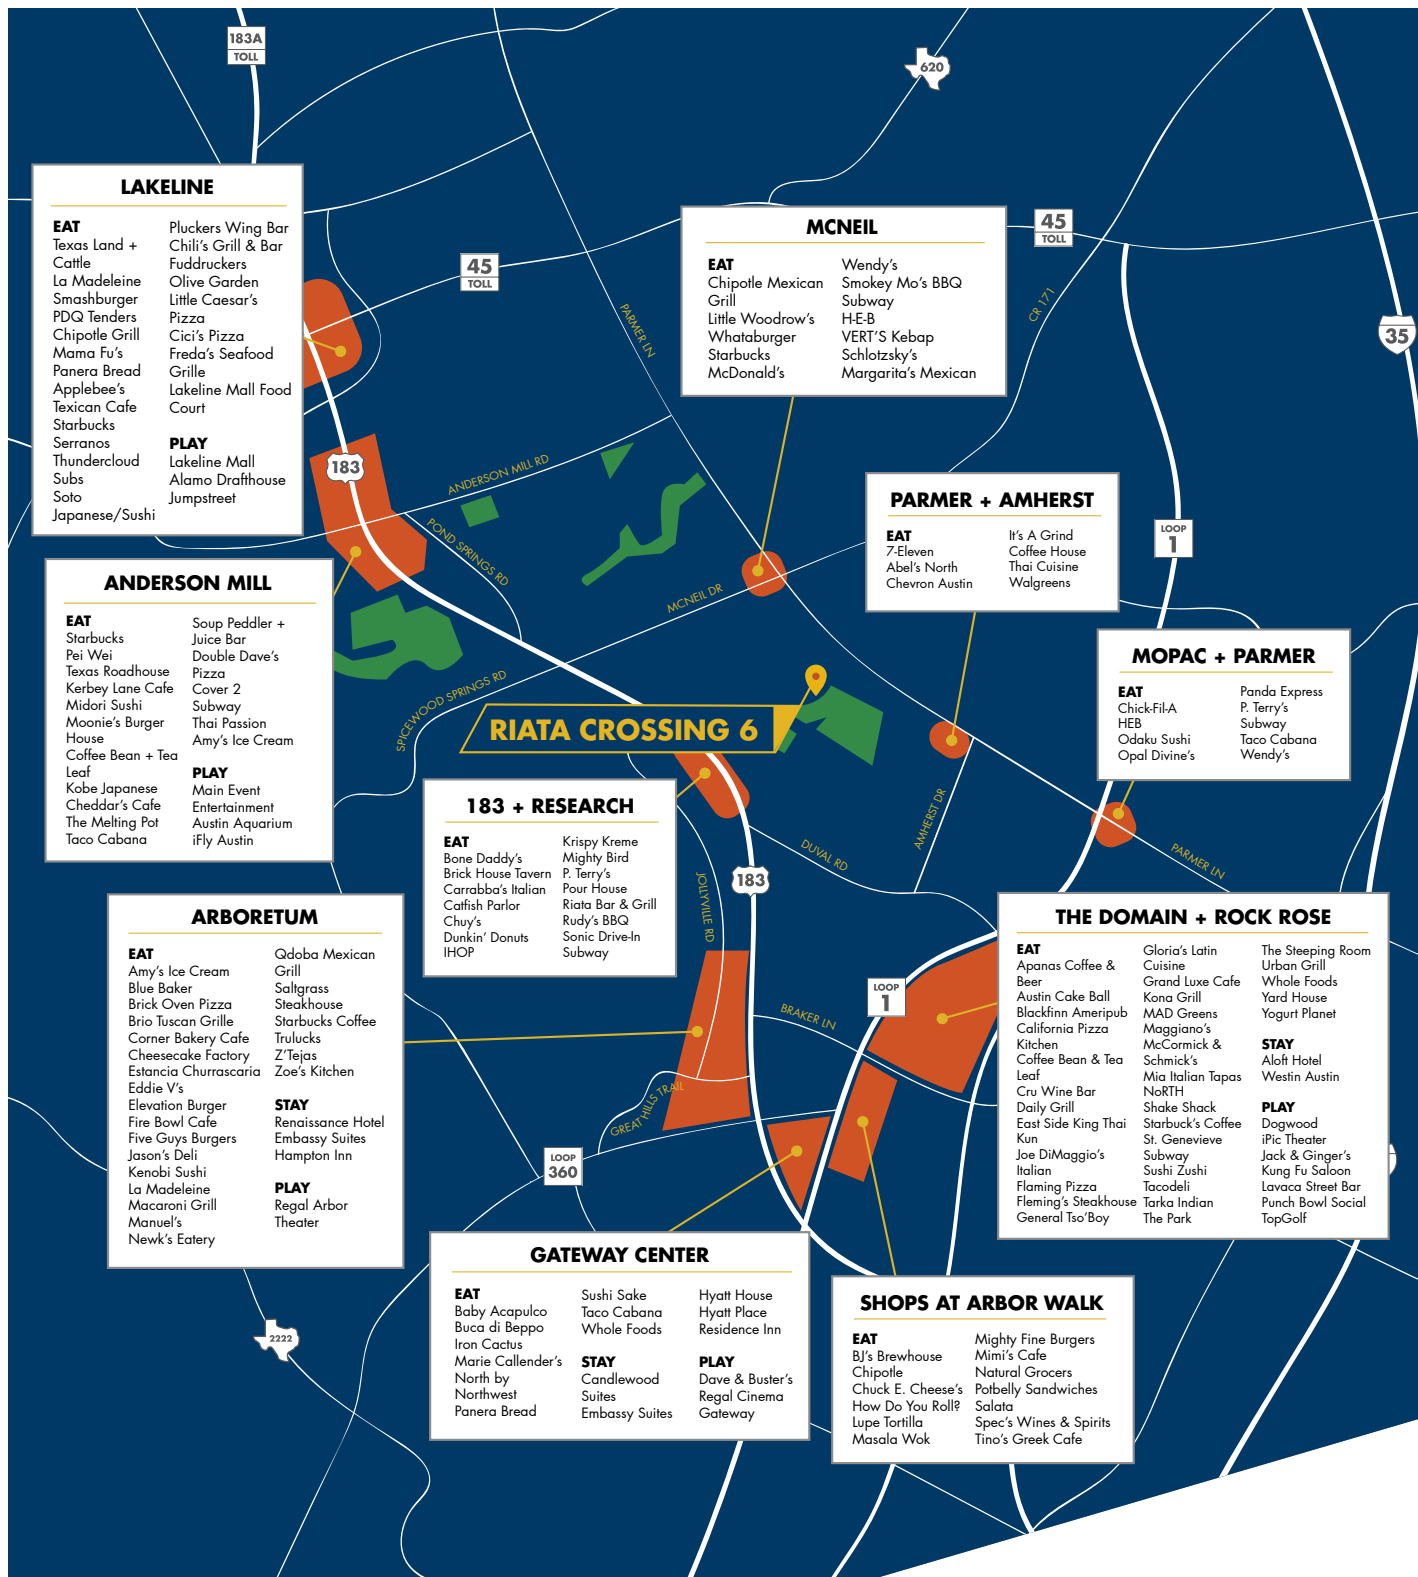 183A
TOLL
620
LAKELINE
EAT
Texas Land +
Cattle
La Madeleine
Smashburger
PDQ Tenders
Chipotle Grill
Mama Fu's
Panera Bread
Applebee's
Texican Cafe
Starbucks
Serranos
Thundercloud
Subs
Soto
Japanese/Sushi
Pluckers Wing Bar
Chili's Grill & Bar
Fuddruckers
Olive Garden
Little Caesar's
Pizza
Cici's Pizza
Freda's Seafood
Grille
Lakeline Mall Food
Court
PLAY
Lakeline Mall
Alamo Drafthouse
Jumpstreet
45
TOLL
PARMER LN
MCNEIL
EAT
Chipotle Mexican
Grill
Little Woodrow's
Whataburger
Starbucks
McDonald's
Wendy's
Smokey Mo's BBQ
Subway
H-E-B
VERT'S Kebap
Schlotzsky's
Margarita's Mexican
45
TOLL
CR 171
35
183
ANDERSON MILL RD
POND SPRINGS RD
MCNEIL DR
SPICEWOOD SPRINGS RD
PARMER + AMHERST
EAT
7-Eleven
Abel's North
Chevron Austin
It's A Grind
Coffee House
Thai Cuisine
Walgreens
LOOP
1
ANDERSON MILL
EAT
Starbucks
Pei Wei
Texas Roadhouse
Kerbey Lane Cafe
Midori Sushi
Moonie's Burger
House
Coffee Bean + Tea
Leaf
Kobe Japanese
Cheddar's Cafe
The Melting Pot
Taco Cabana
Soup Peddler +
Juice Bar
Double Dave's
Pizza
Cover 2
Subway
Thai Passion
Amy's Ice Cream
PLAY
Main Event
Entertainment
Austin Aquarium
iFly Austin
MOPAC + PARMER
EAT
Chick-Fil-A
HEB
Odaku Sushi
Opal Divine's
Panda Express
P. Terry's
Subway
Taco Cabana
Wendy's
RIATA CROSSING 6
183 + RESEARCH
EAT
Bone Daddy's
Brick House Tavern
Carrabba's Italian
Catfish Parlor
Chuy's
Dunkin' Donuts
IHOP
Krispy Kreme
Mighty Bird
P. Terry's
Pour House
Riata Bar & Grill
Rudy's BBQ
Sonic Drive-In
Subway
JOLLYVILLE RD
183
DUVAL RD
AMHERST DR
PARMER LN
ARBORETUM
EAT
Amy's Ice Cream
Blue Baker
Brick Oven Pizza
Brio Tuscan Grille
Corner Bakery Cafe
Cheesecake Factory
Estancia Churrascaria
Eddie V's
Elevation Burger
Fire Bowl Cafe
Five Guys Burgers
Jason's Deli
Kenobi Sushi
La Madeleine
Macaroni Grill
Manuel's
Newk's Eatery
Qdoba Mexican
Grill
Saltgrass
Steakhouse
Starbucks Coffee
Trulucks
Z'Tejas
Zoe's Kitchen
STAY
Renaissance Hotel
Embassy Suites
Hampton Inn
PLAY
Regal Arbor
Theater
LOOP
1
BRAKER LN
GREAT HILLS TRAIL
LOOP
360
THE DOMAIN + ROCK ROSE
EAT
Apanas Coffee &
Beer
Austin Cake Ball
Blackfinn Ameripub
California Pizza
Kitchen
Coffee Bean & Tea
Leaf
Cru Wine Bar
Daily Grill
East Side King Thai
Kun
Joe DiMaggio's
Italian
Flaming Pizza
Fleming's Steakhouse
General Tso'Boy
Gloria's Latin
Cuisine
Grand Luxe Cafe
Kona Grill
MAD Greens
Maggiano's
McCormick &
Schmick's
Mia Italian Tapas
NoRTH
Shake Shack
Starbuck's Coffee
St. Genevieve
Subway
Sushi Zushi
Tacodeli
Tarka Indian
The Park
The Steeping Room
Urban Grill
Whole Foods
Yard House
Yogurt Planet
STAY
Aloft Hotel
Westin Austin
PLAY
Dogwood
iPic Theater
Jack & Ginger's
Kung Fu Saloon
Lavaca Street Bar
Punch Bowl Social
TopGolf
GATEWAY CENTER
EAT
Baby Acapulco
Buca di Beppo
Iron Cactus
Marie Callender's
North by
Northwest
Panera Bread
Sushi Sake
Taco Cabana
Whole Foods
STAY
Candlewood
Suites
Embassy Suites
Hyatt House
Hyatt Place
Residence Inn
PLAY
Dave & Buster's
Regal Cinema
Gateway
SHOPS AT ARBOR WALK
EAT
BJ's Brewhouse
Chipotle
Chuck E. Cheese's
How Do You Roll?
Lupe Tortilla
Masala Wok
Mighty Fine Burgers
Mimi's Cafe
Natural Grocers
Potbelly Sandwiches
Salata
Spec's Wines & Spirits
Tino's Greek Cafe
2222